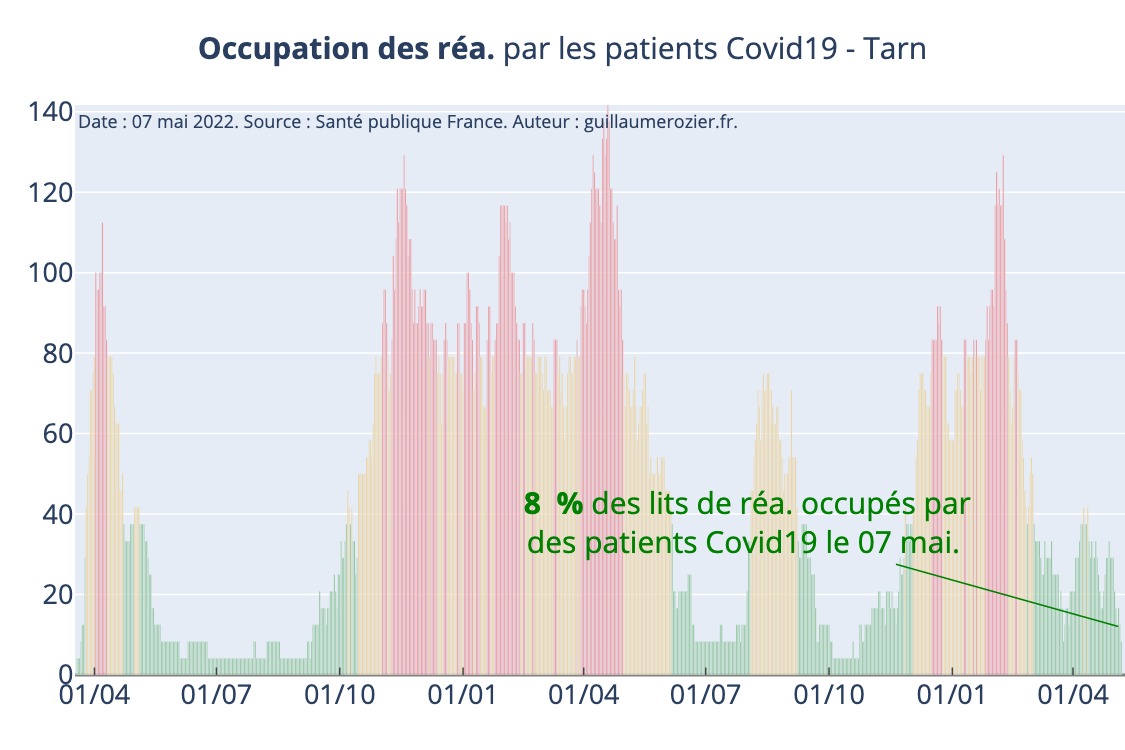 Occupation des réa. par les patients Covid19 - Tarn
140
Date : 07 mai 2022. Source : Santé publique France. Auteur : guillaumerozier.fr.
120
100
80
60
40
20
0
8 % des lits de réa. occupés par
des patients Covid19 le 07 mai.
01/04 01/07 01/10 01/01 01/04 01/07 01/10 01/01 01/04